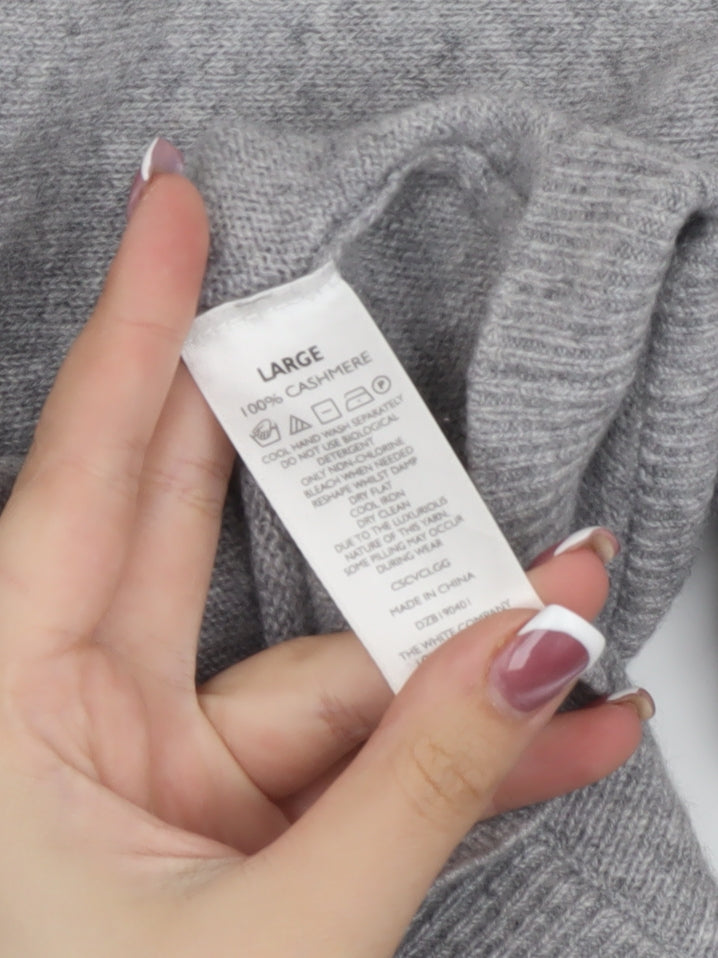 LARGE
100% CASHMERE
COOL HAND WASH SEPARATELY
DO NOT USE BIOLOGICAL
DETERGENT
ONLY NON-CHLORINE
BLEACH WHEN NEEDED
RESHAPE WHILST DAMP
DRY FLAT
COOL IRON
DRY CLEAN
DUE TO THE LUXURIOUS
NATURE OF THIS YARN,
SOME PILLING MAY OCCUR
DURING WEAR
CSCVCLGG
MADE IN CHINA
DZB190401
THE WHITE COMPANY